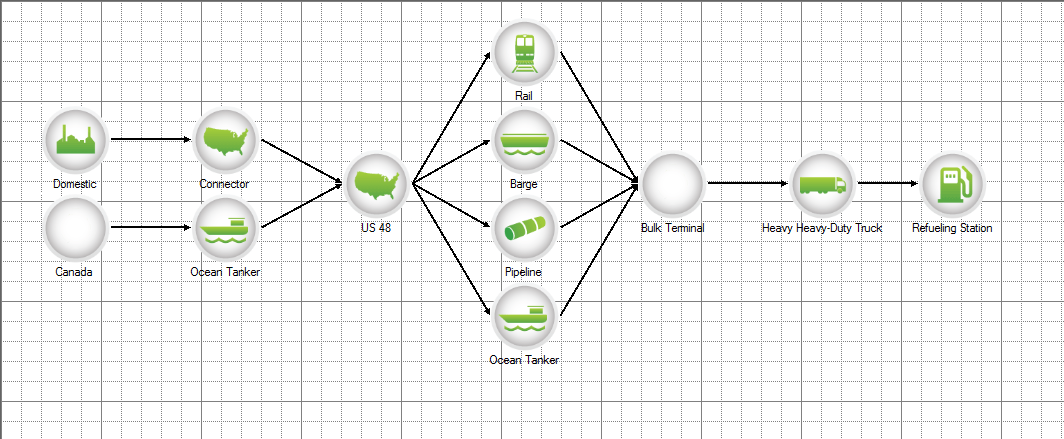 Rail
Domestic
Connector
Barge
US 48
Bulk Terminal
Heavy Heavy-Duty Truck
Refueling Station
Canada
Ocean Tanker
Pipeline
Ocean Tanker